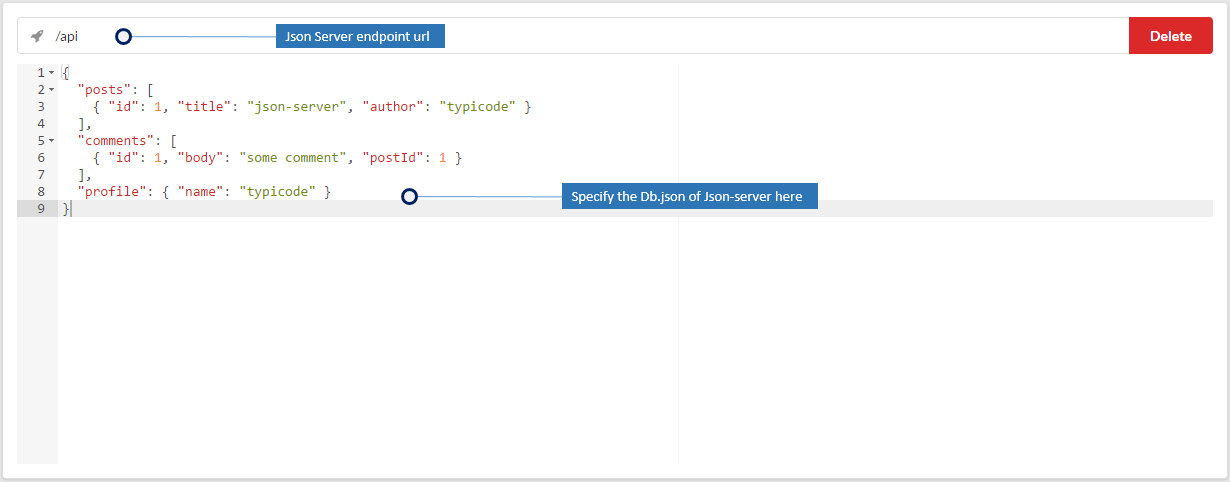 /api
Json Server endpoint url
Delete
1 {
2 "posts": [
3 { "id": 1, "title": "json-server", "author": "typicode" }
4 ],
5 "comments": [
6 { "id": 1, "body": "some comment", "postId": 1 }
7 ],
8 "profile": { "name": "typicode" }
Specify the Db.json of Json-server here
9 }